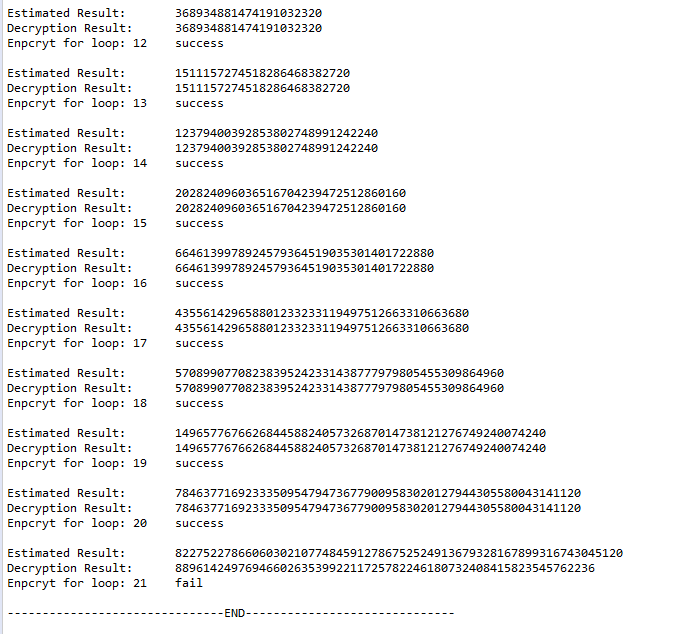 Estimated Result: 368934881474191032320
Decryption Result: 368934881474191032320
Enpcryt for loop: 12 success
Estimated Result: 1511157274518286468382720
Decryption Result: 1511157274518286468382720
Enpcryt for loop: 13 success
Estimated Result: 12379400392853802748991242240
Decryption Result: 12379400392853802748991242240
Enpcryt for loop: 14 success
Estimated Result: 202824096036516704239472512860160
Decryption Result: 202824096036516704239472512860160
Enpcryt for loop: 15 success
Estimated Result: 6646139978924579364519035301401722880
Decryption Result: 6646139978924579364519035301401722880
Enpcryt for loop: 16 success
Estimated Result: 435561429658801233233119497512663310663680
Decryption Result: 435561429658801233233119497512663310663680
Enpcryt for loop: 17 success
Estimated Result: 57089907708238395242331438777979805455309864960
Decryption Result: 57089907708238395242331438777979805455309864960
Enpcryt for loop: 18 success
Estimated Result: 14965776766268445882405732687014738121276749240074240
Decryption Result: 14965776766268445882405732687014738121276749240074240
Enpcryt for loop: 19 success
Estimated Result: 7846377169233350954794736779009583020127944305580043141120
Decryption Result: 7846377169233350954794736779009583020127944305580043141120
Enpcryt for loop: 20 success
Estimated Result: 8227522786606030210774845912786752524913679328167899316743045120
Decryption Result: 889614249769466026353992211725782246180732408415823545762236
Enpcryt for loop: 21 fail
-------------------------------END------------------------------